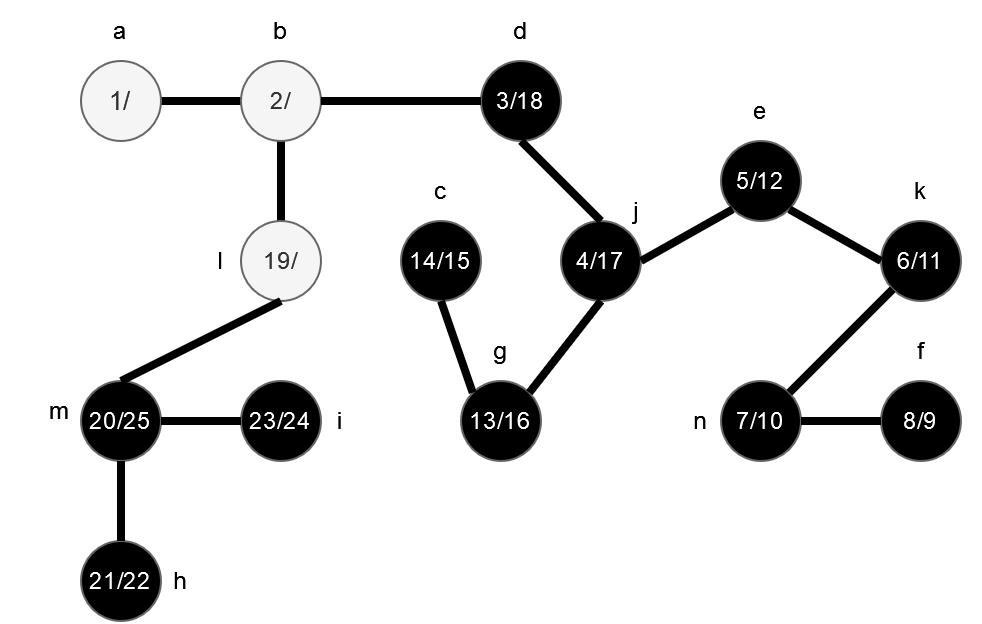 a
b
d
1/
2/
3/18
e
5/12
c
k
j
l
19/
14/15
4/17
6/11
g
f
m
20/25
23/24
i
13/16
n
7/10
8/9
21/22
h